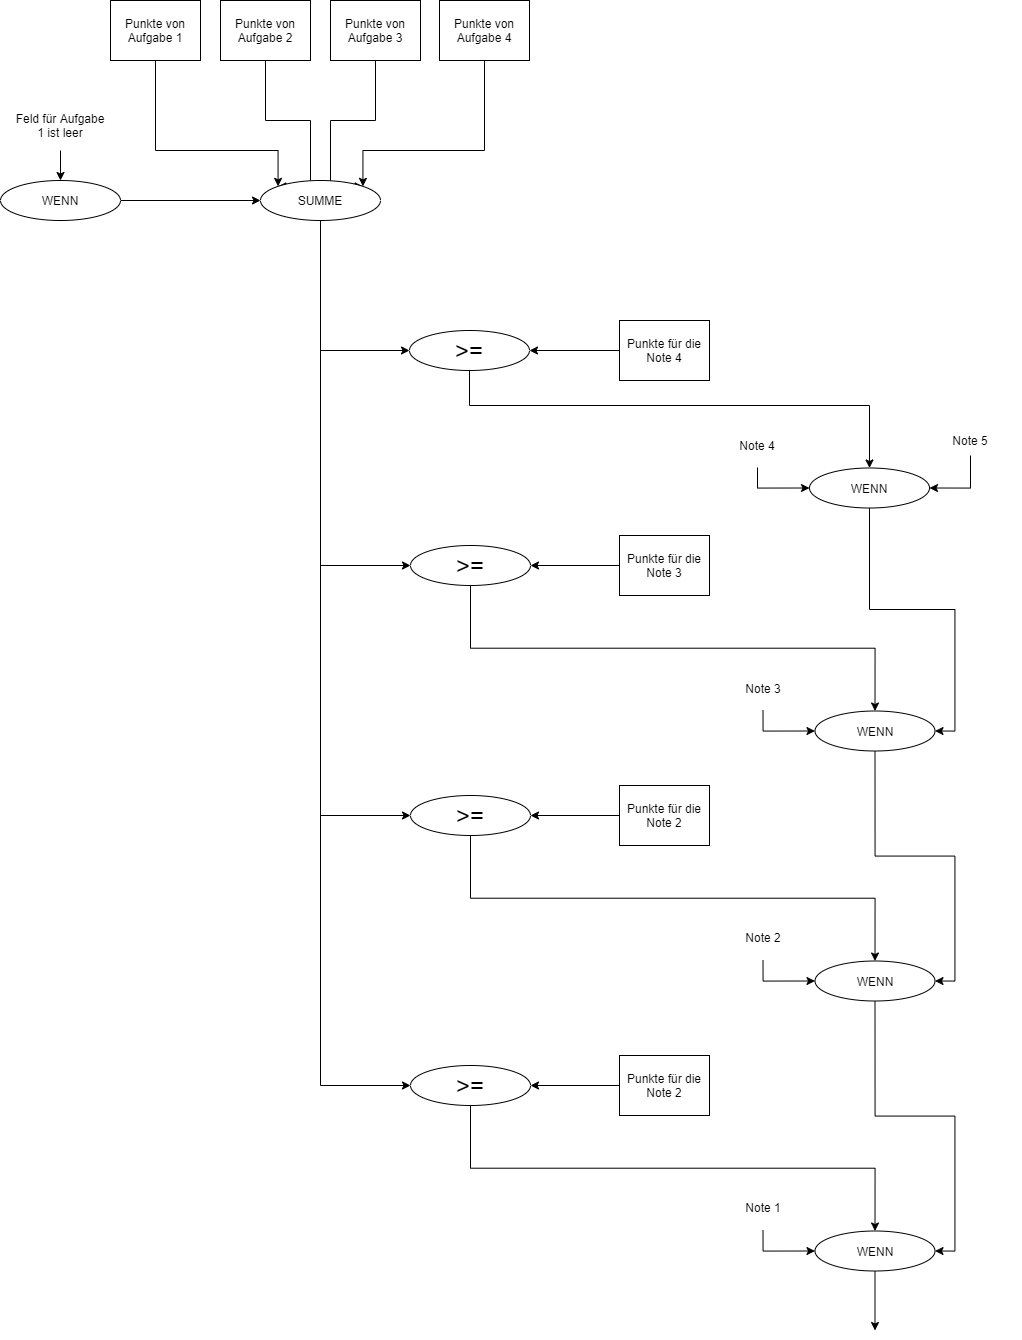 Punkte von
Aufgabe 1
Punkte von
Aufgabe 2
Punkte von
Aufgabe 3
Punkte von
Aufgabe 4
Feld für Aufgabe
1 ist leer
WENN
SUMME
>=
Punkte für die
Note 4
Note 4
Note 5
WENN
>=
Punkte für die
Note 3
Note 3
WENN
>=
Punkte für die
Note 2
Note 2
WENN
>=
Punkte für die
Note 2
Note 1
WENN